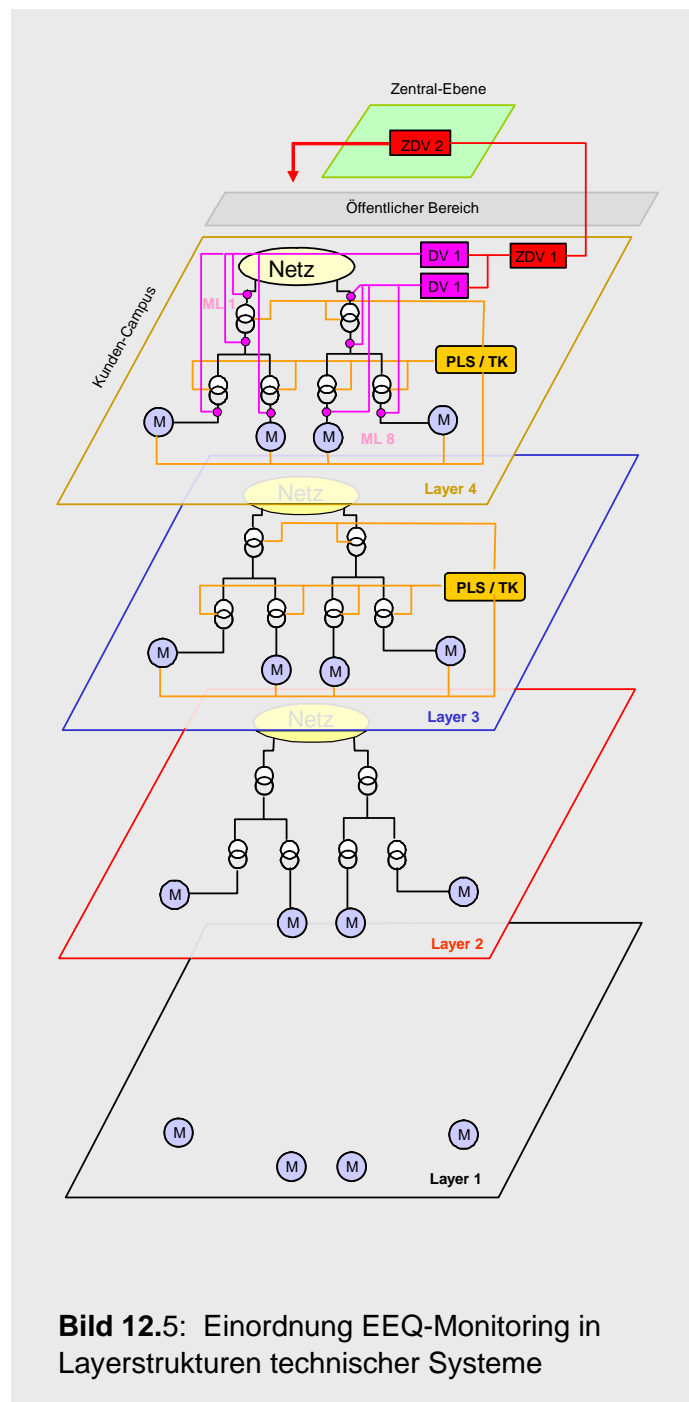 Zentral-Ebene
ZDV 2
Öffentlicher Bereich
Kunden-Campus
Netz
DV 1
ZDV 1
DV 1
ML 1
PLS / TK
M
M
M
M
ML 8
Layer 4
Netz
PLS / TK
M
M
M
M
Layer 3
Netz
M
M
M
M
Layer 2
M
M
M
M
Layer 1
Bild 12.5: Einordnung EEQ-Monitoring in
Layerstrukturen technischer Systeme